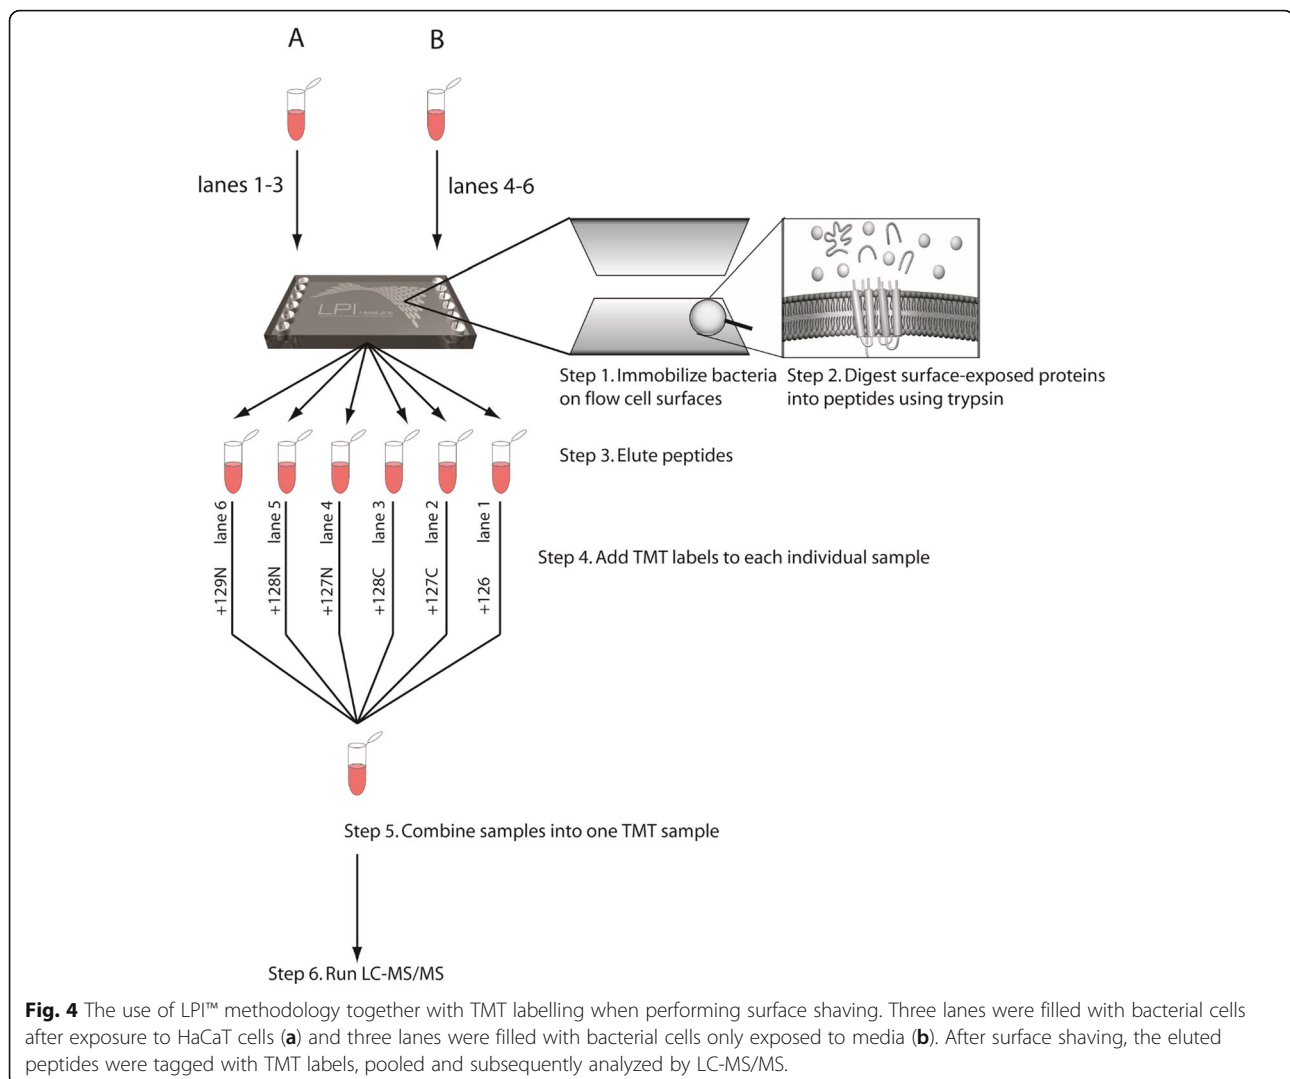 A
B
lanes 1-3
lanes 4-6
LPI
Step 1. Immobilize bacteria
on flow cell surfaces
Step 2. Digest surface-exposed proteins
into peptides using trypsin
Step 3. Elute peptides
lane 6
lane 5
lane 4
lane 3
lane 2
lane 1
Step 4. Add TMT labels to each individual sample
+129N
+128N
+127N
+128C
+127C
+126
Step 5. Combine samples into one TMT sample
Step 6. Run LC-MS/MS
Fig. 4 The use of LPI™ methodology together with TMT labelling when performing surface shaving. Three lanes were filled with bacterial cells
after exposure to HaCaT cells (a) and three lanes were filled with bacterial cells only exposed to media (b). After surface shaving, the eluted
peptides were tagged with TMT labels, pooled and subsequently analyzed by LC-MS/MS.